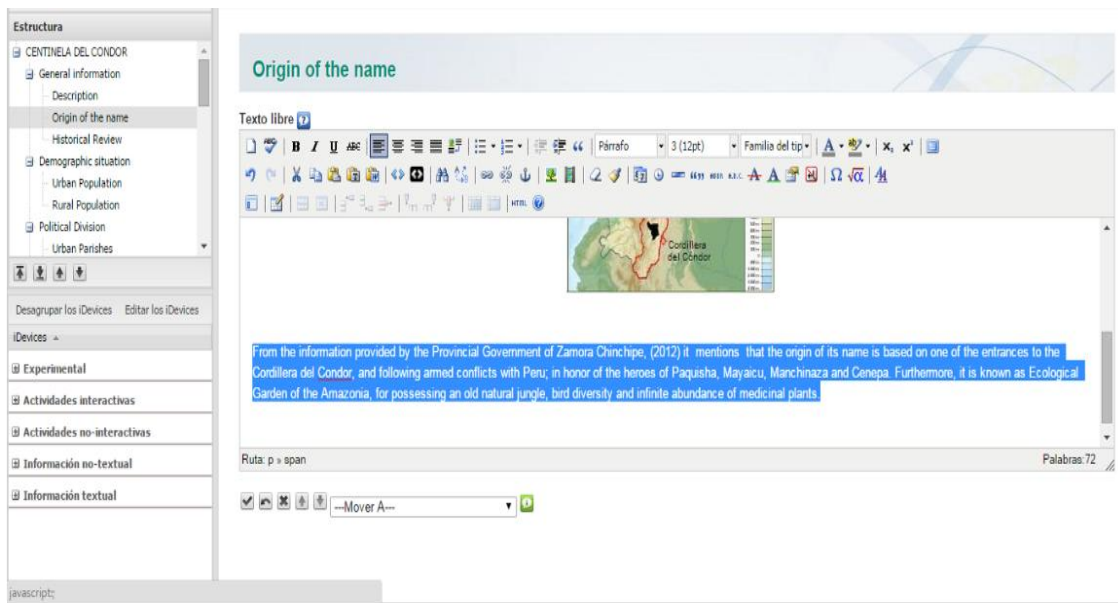 Estructura
CENTINELA DEL CONDOR
General information
Description
Origin of the name
Historical Review
Demographic situation
Urban Population
Rural Population
Political Division
Urban Parishes
Desagrupar los iDevices Editar los iDevices
iDevices
Experimental
Actividades interactivas
Actividades no-interactivas
Información no-textual
Información textual
javascript:;
Origin of the name
Texto libre
B I U ABC Párrafo 3 (12pt) Familia del tip A x, x²
HTML
Cordillera
del Cóndor
From the information provided by the Provincial Government of Zamora Chinchipe, (2012) it mentions that the origin of its name is based on one of the entrances to the
Cordillera del Condor, and following armed conflicts with Peru; in honor of the heroes of Paquisha, Mayaicu, Manchinaza and Cenepa. Furthermore, it is known as Ecological
Garden of the Amazonia, for possessing an old natural jungle, bird diversity and infinite abundance of medicinal plants.
Ruta: p » span Palabras:72
---Mover A---